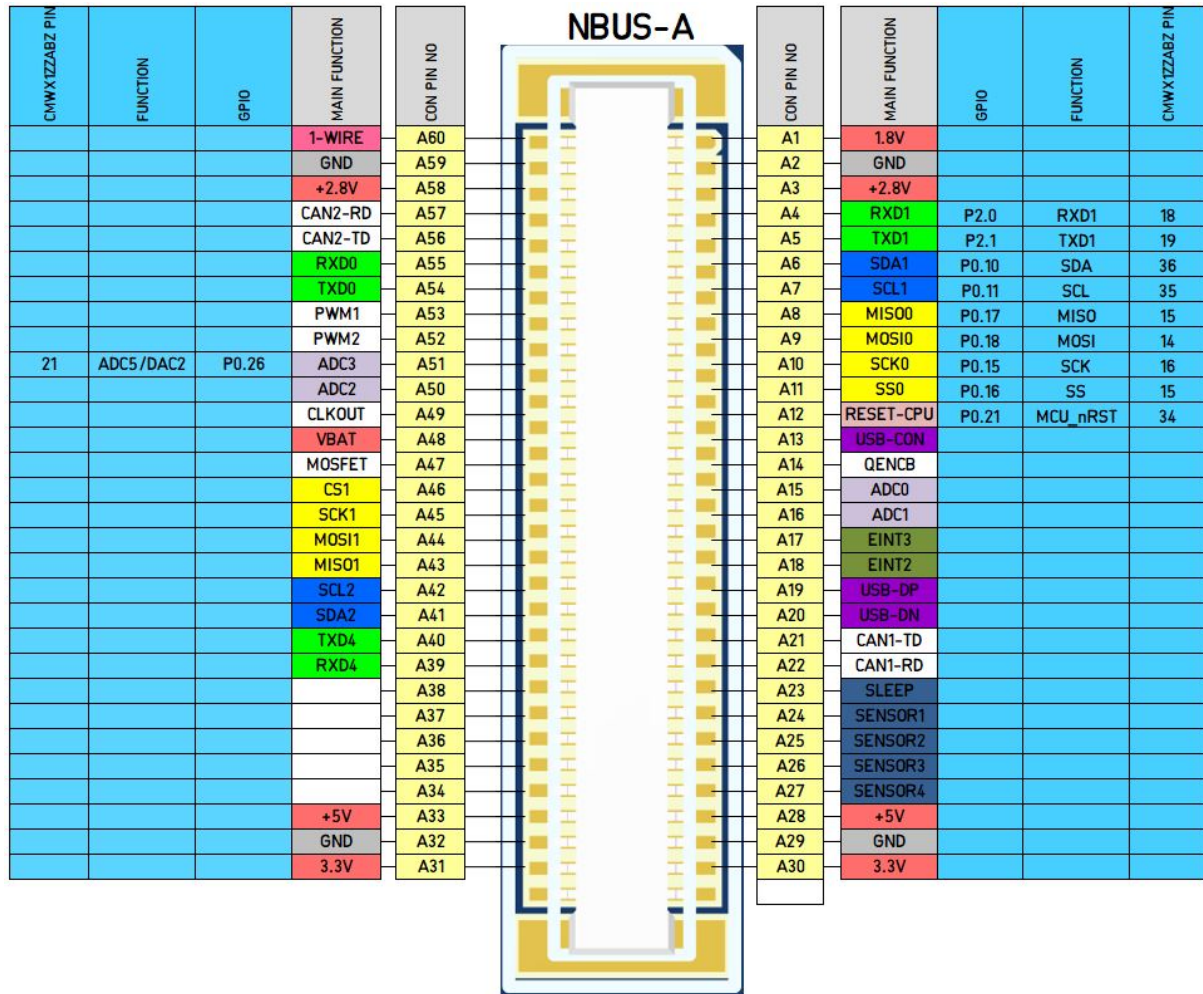 NBUS-A
CMWX1ZZABZ PIN FUNCTION GPIO MAIN FUNCTION CON PIN NO CON PIN NO MAIN FUNCTION GPIO FUNCTION CMWX1ZZABZ PIN
1-WIRE A60 A1 1.8V
GND A59 A2 GND
+2.8V A58 A3 +2.8V
CAN2-RD A57 A4 RXD1 P2.0 RXD1 18
CAN2-TD A56 A5 TXD1 P2.1 TXD1 19
RXD0 A55 A6 SDA1 P0.10 SDA 36
TXD0 A54 A7 SCL1 P0.11 SCL 35
PWM1 A53 A8 MISO0 P0.17 MISO 15
PWM2 A52 A9 MOSI0 P0.18 MOSI 14
21 ADC5/DAC2 P0.26 ADC3 A51 A10 SCK0 P0.15 SCK 16
ADC2 A50 A11 SS0 P0.16 SS 15
CLKOUT A49 A12 RESET-CPU P0.21 MCU_nRST 34
VBAT A48 A13 USB-CON
MOSFET A47 A14 QENCB
CS1 A46 A15 ADC0
SCK1 A45 A16 ADC1
MOSI1 A44 A17 EINT3
MISO1 A43 A18 EINT2
SCL2 A42 A19 USB-DP
SDA2 A41 A20 USB-DN
TXD4 A40 A21 CAN1-TD
RXD4 A39 A22 CAN1-RD
A38 A23 SLEEP
A37 A24 SENSOR1
A36 A25 SENSOR2
A35 A26 SENSOR3
A34 A27 SENSOR4
+5V A33 A28 +5V
GND A32 A29 GND
3.3V A31 A30 3.3V